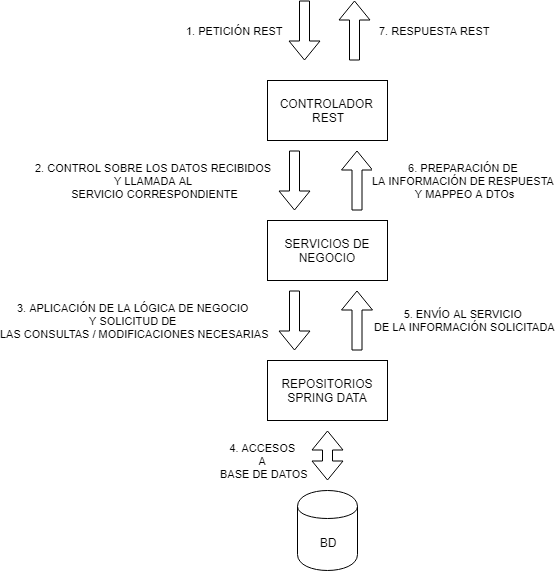 1. PETICIÓN REST
7. RESPUESTA REST
CONTROLADOR
REST
2. CONTROL SOBRE LOS DATOS RECIBIDOS
Y LLAMADA AL
SERVICIO CORRESPONDIENTE
6. PREPARACIÓN DE
LA INFORMACIÓN DE RESPUESTA
Y MAPPEO A DTOs
SERVICIOS DE
NEGOCIO
3. APLICACIÓN DE LA LÓGICA DE NEGOCIO
Y SOLICITUD DE
LAS CONSULTAS / MODIFICACIONES NECESARIAS
5. ENVÍO AL SERVICIO
DE LA INFORMACIÓN SOLICITADA
REPOSITORIOS
SPRING DATA
4. ACCESOS
A
BASE DE DATOS
BD